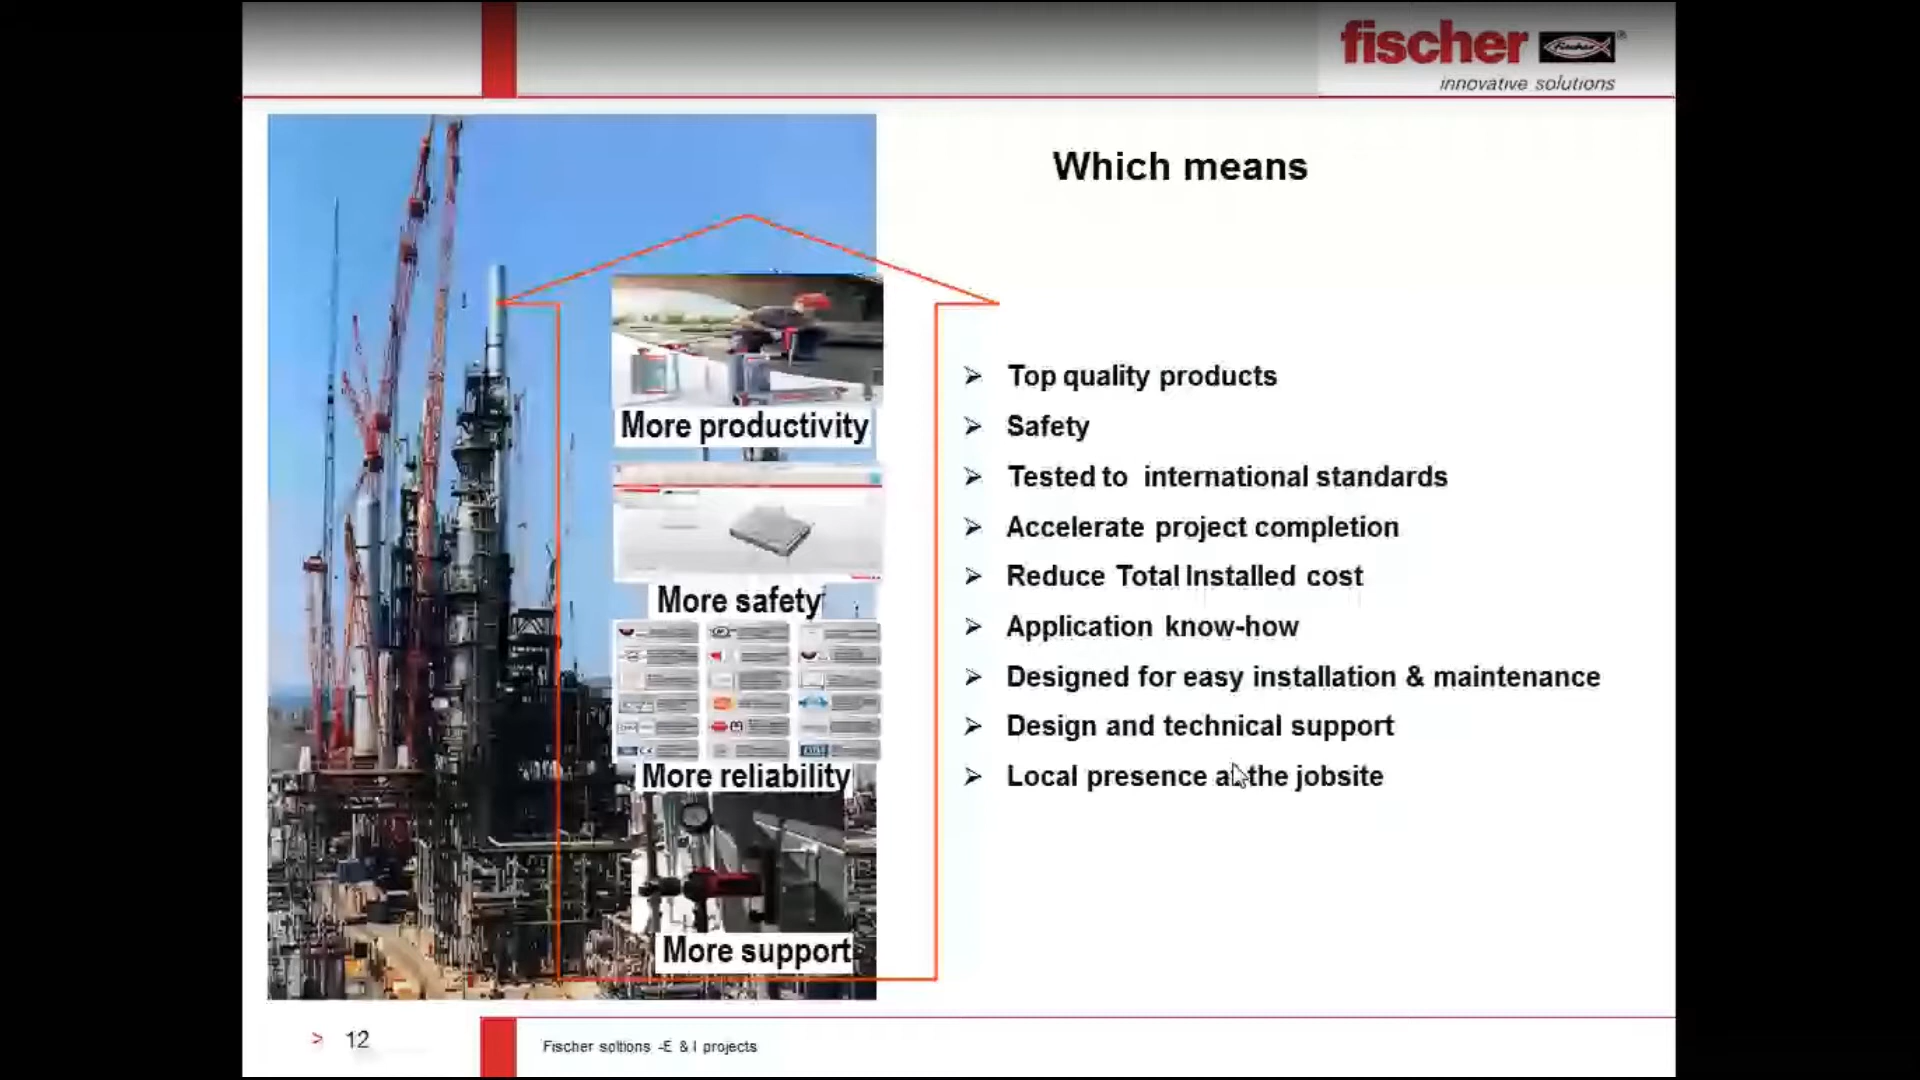 fischer
innovative solutions
Which means
More productivity
More safety
More reliability
More support
Top quality products
Safety
Tested to international standards
Accelerate project completion
Reduce Total Installed cost
Application know-how
Designed for easy installation & maintenance
Design and technical support
Local presence at the jobsite
> 12
Fischer soltions -E & I projects